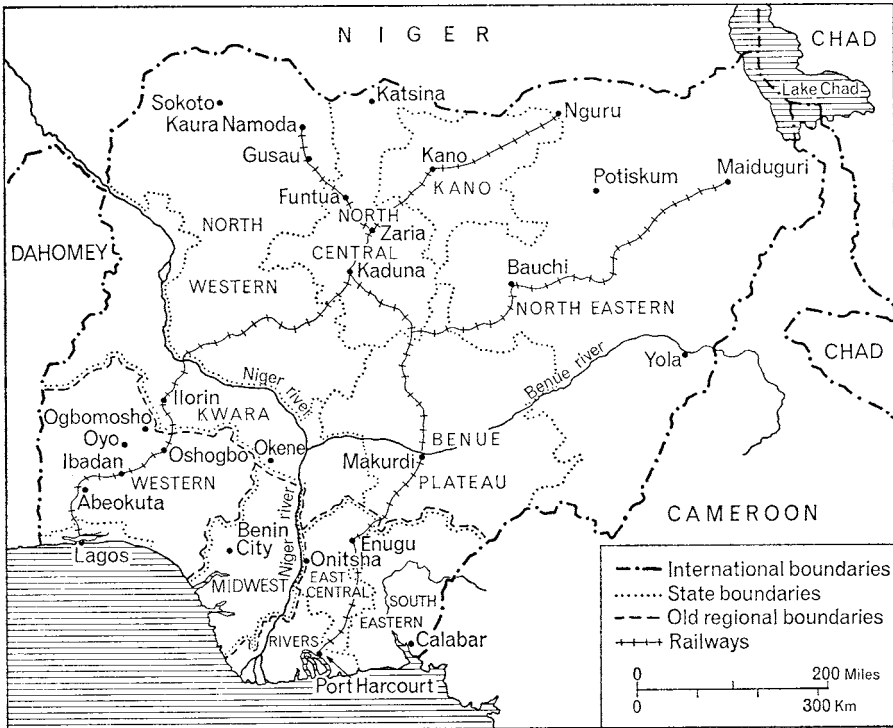 NIGER
CHAD
Lake Chad
Sokoto
Katsina
Kaura Namoda
Nguru
Gusau
Kano
KANO
Potiskum
Maiduguri
Funtua
NORTH
CENTRAL
Zaria
NORTH
WESTERN
DAHOMEY
Kaduna
Bauchi
NORTH EASTERN
CHAD
Yola
Benue river
Niger river
Ilorin
KWARA
Ogbomosho
Oyo
Oshogbo
Okene
Ibadan
WESTERN
Abeokuta
BENUE
Makurdi
PLATEAU
CAMEROON
Lagos
Benin
City
MIDWEST
Niger river
Enugu
Onitsha
EAST
CENTRAL
SOUTH
EASTERN
RIVERS
Calabar
Port Harcourt
International boundaries
State boundaries
Old regional boundaries
Railways
0 200 Miles
0 300 Km